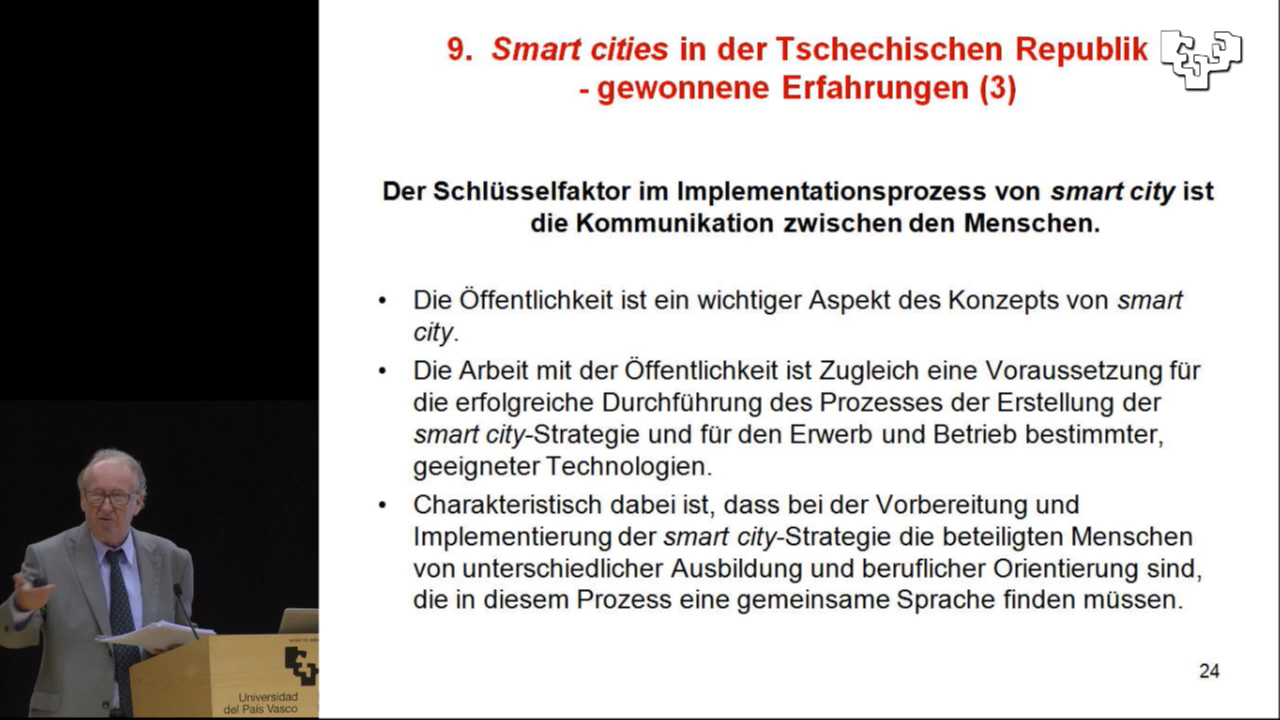 9. Smart cities in der Tschechischen Republik
- gewonnene Erfahrungen (3)
Der Schlüsselfaktor im Implementationsprozess von smart city ist
die Kommunikation zwischen den Menschen.
• Die Öffentlichkeit ist ein wichtiger Aspekt des Konzepts von smart
city.
• Die Arbeit mit der Öffentlichkeit ist Zugleich eine Voraussetzung für
die erfolgreiche Durchführung des Prozesses der Erstellung der
smart city-Strategie und für den Erwerb und Betrieb bestimmter,
geeigneter Technologien.
• Charakteristisch dabei ist, dass bei der Vorbereitung und
Implementierung der smart city-Strategie die beteiligten Menschen
von unterschiedlicher Ausbildung und beruflicher Orientierung sind,
die in diesem Prozess eine gemeinsame Sprache finden müssen.
24
Universidad
del País Vasco